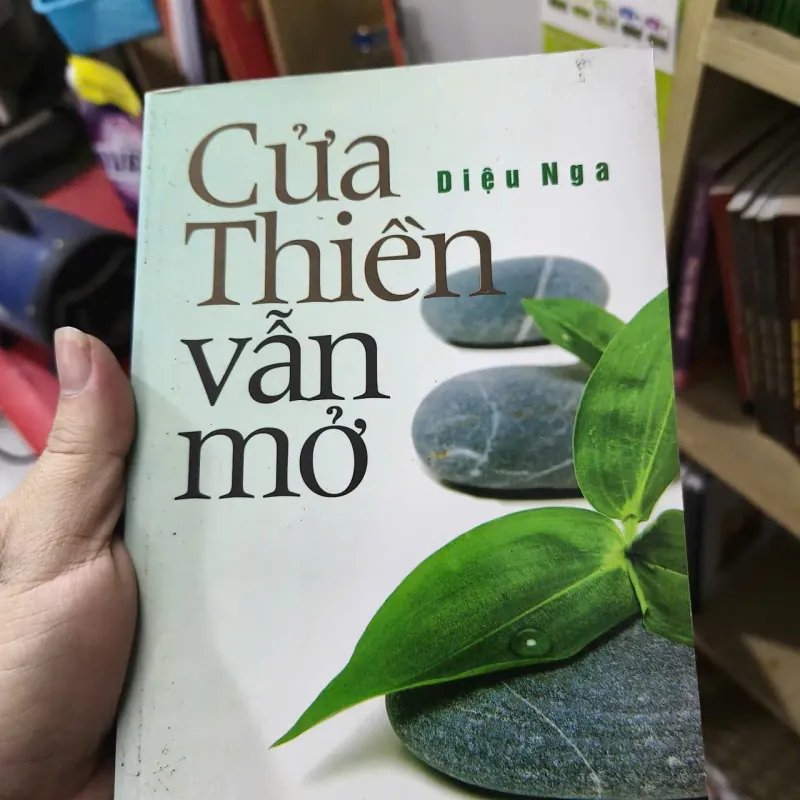 Cửa
Diệu Nga
Thiền
vẫn
mở